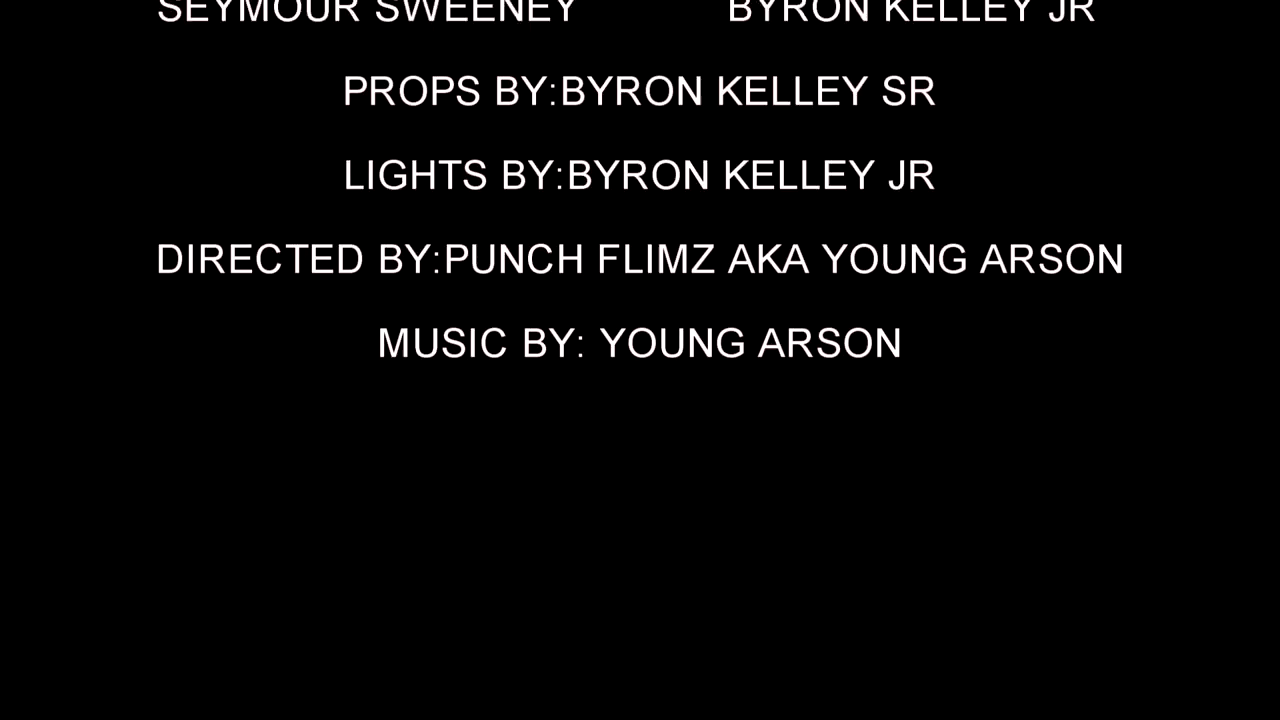 SEYMOUR SWEENEY BYRON KELLEY JR
PROPS BY:BYRON KELLEY SR
LIGHTS BY:BYRON KELLEY JR
DIRECTED BY:PUNCH FLIMZ AKA YOUNG ARSON
MUSIC BY: YOUNG ARSON